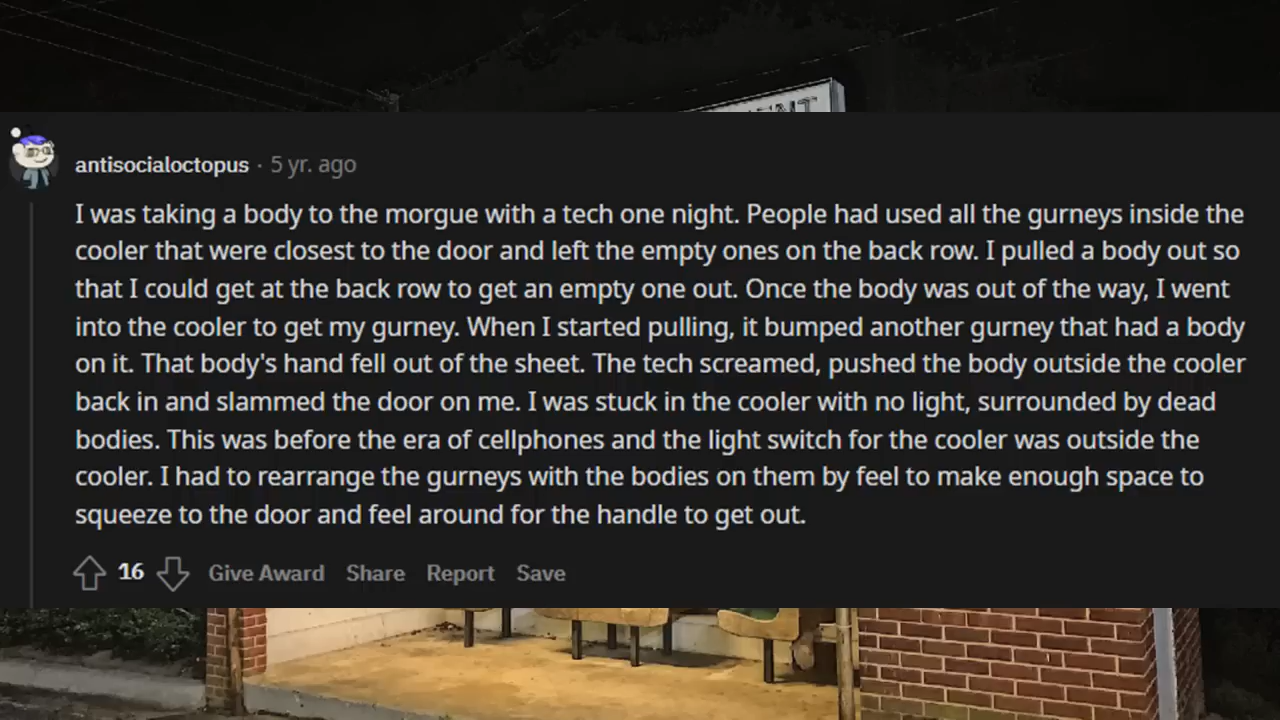 antisocialoctopus · 5 yr. ago
I was taking a body to the morgue with a tech one night. People had used all the gurneys inside the
cooler that were closest to the door and left the empty ones on the back row. I pulled a body out so
that I could get at the back row to get an empty one out. Once the body was out of the way, I went
into the cooler to get my gurney. When I started pulling, it bumped another gurney that had a body
on it. That body's hand fell out of the sheet. The tech screamed, pushed the body outside the cooler
back in and slammed the door on me. I was stuck in the cooler with no light, surrounded by dead
bodies. This was before the era of cellphones and the light switch for the cooler was outside the
cooler. I had to rearrange the gurneys with the bodies on them by feel to make enough space to
squeeze to the door and feel around for the handle to get out.
16 Give Award Share Report Save